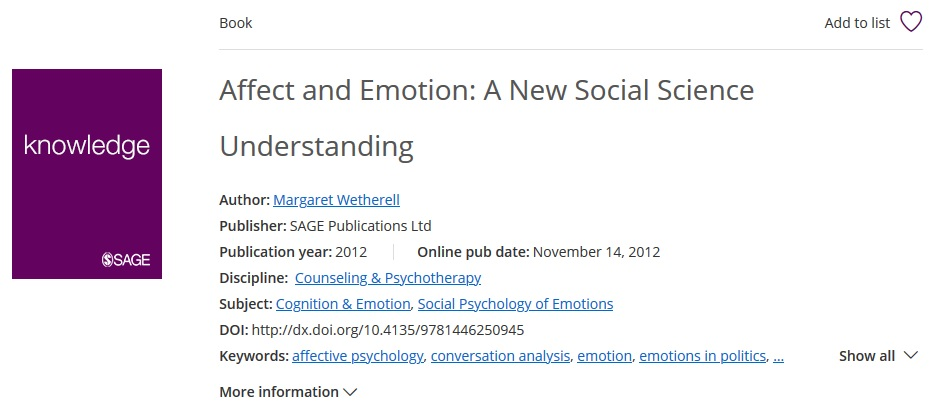 Book
Add to list
knowledge
SAGE
Affect and Emotion: A New Social Science
Understanding
Author: Margaret Wetherell
Publisher: SAGE Publications Ltd
Publication year: 2012 Online pub date: November 14, 2012
Discipline: Counseling & Psychotherapy
Subject: Cognition & Emotion, Social Psychology of Emotions
DOI: http://dx.doi.org/10.4135/9781446250945
Keywords: affective psychology, conversation analysis, emotion, emotions in politics, ... Show all
More information